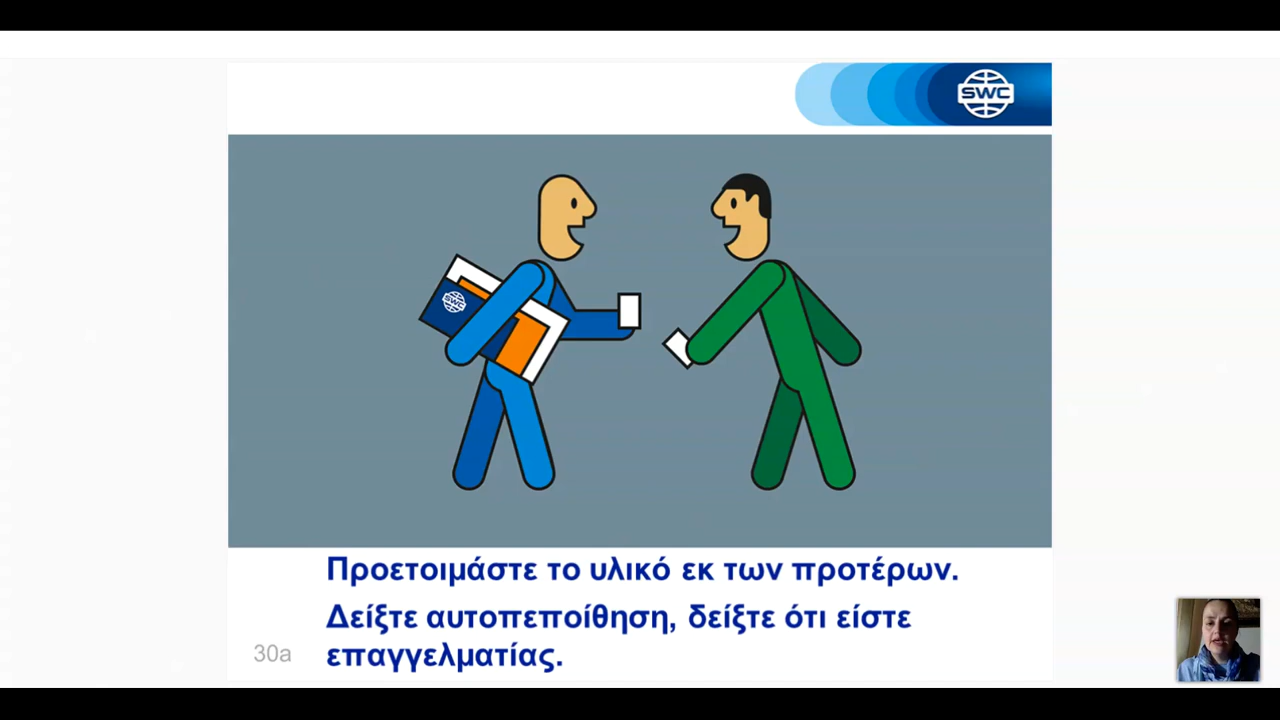 SWC
SWC
Προετοιμάστε το υλικό εκ των προτέρων.
Δείξτε αυτοπεποίθηση, δείξτε ότι είστε
επαγγελματίας.
30a